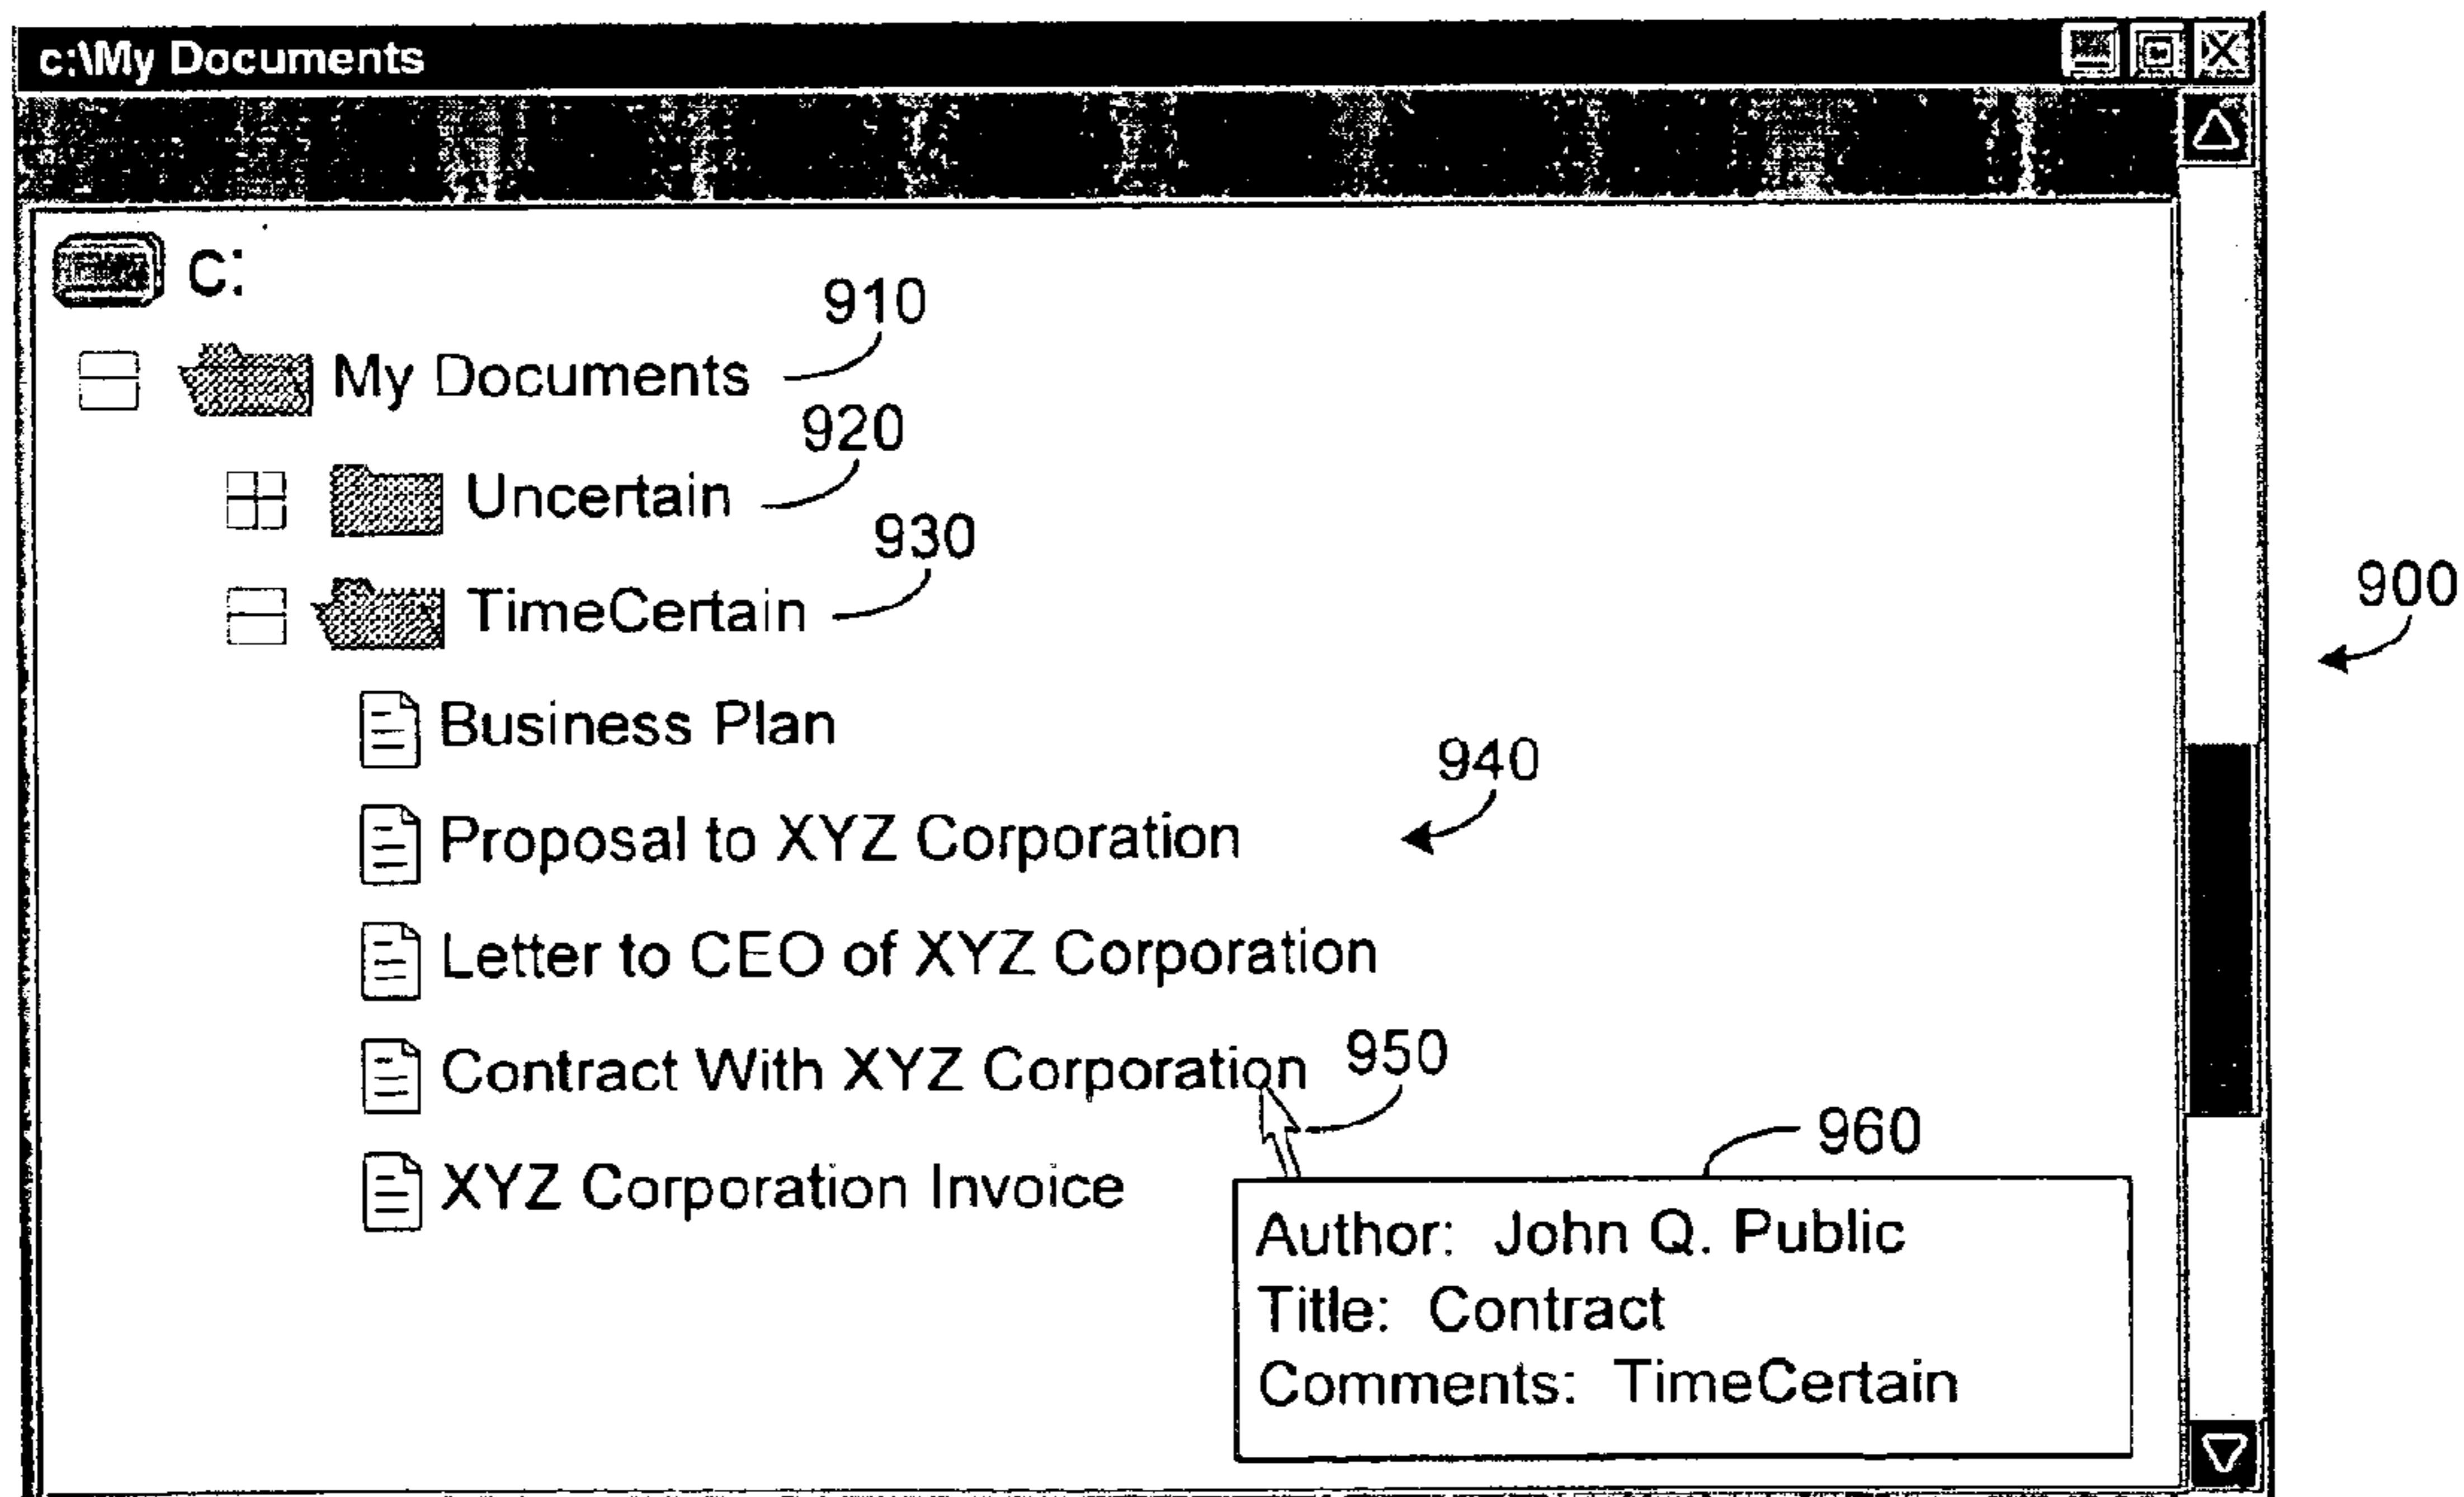 c:\My Documents
c:
910
My Documents
920
Uncertain
930
TimeCertain
900
Business Plan
940
Proposal to XYZ Corporation
Letter to CEO of XYZ Corporation
950
Contract With XYZ Corporation
960
XYZ Corporation Invoice
Author: John Q. Public
Title: Contract
Comments: TimeCertain